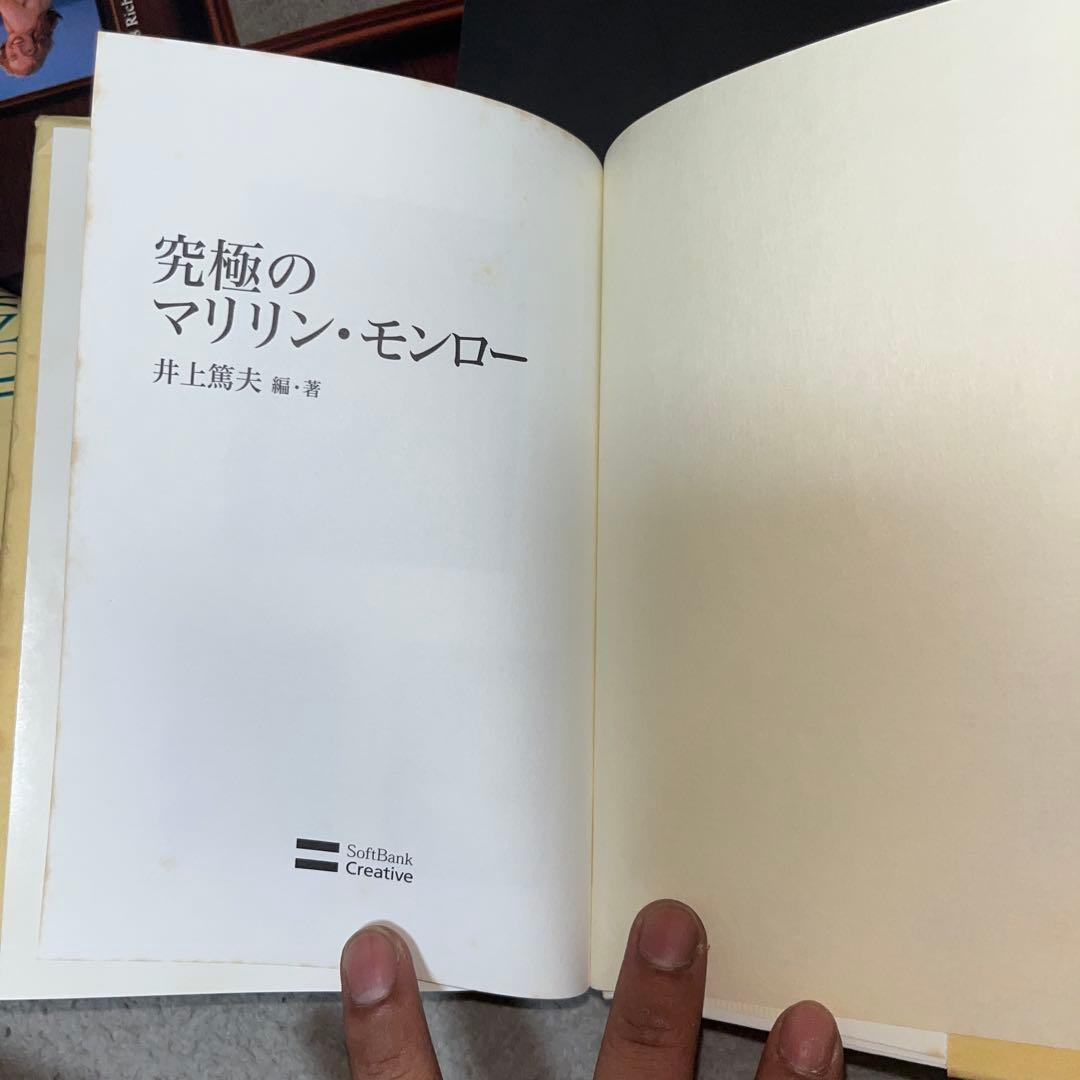 究極の
マリリン・モンロー
井上篤夫 編・著
SoftBank
Creative
Rich